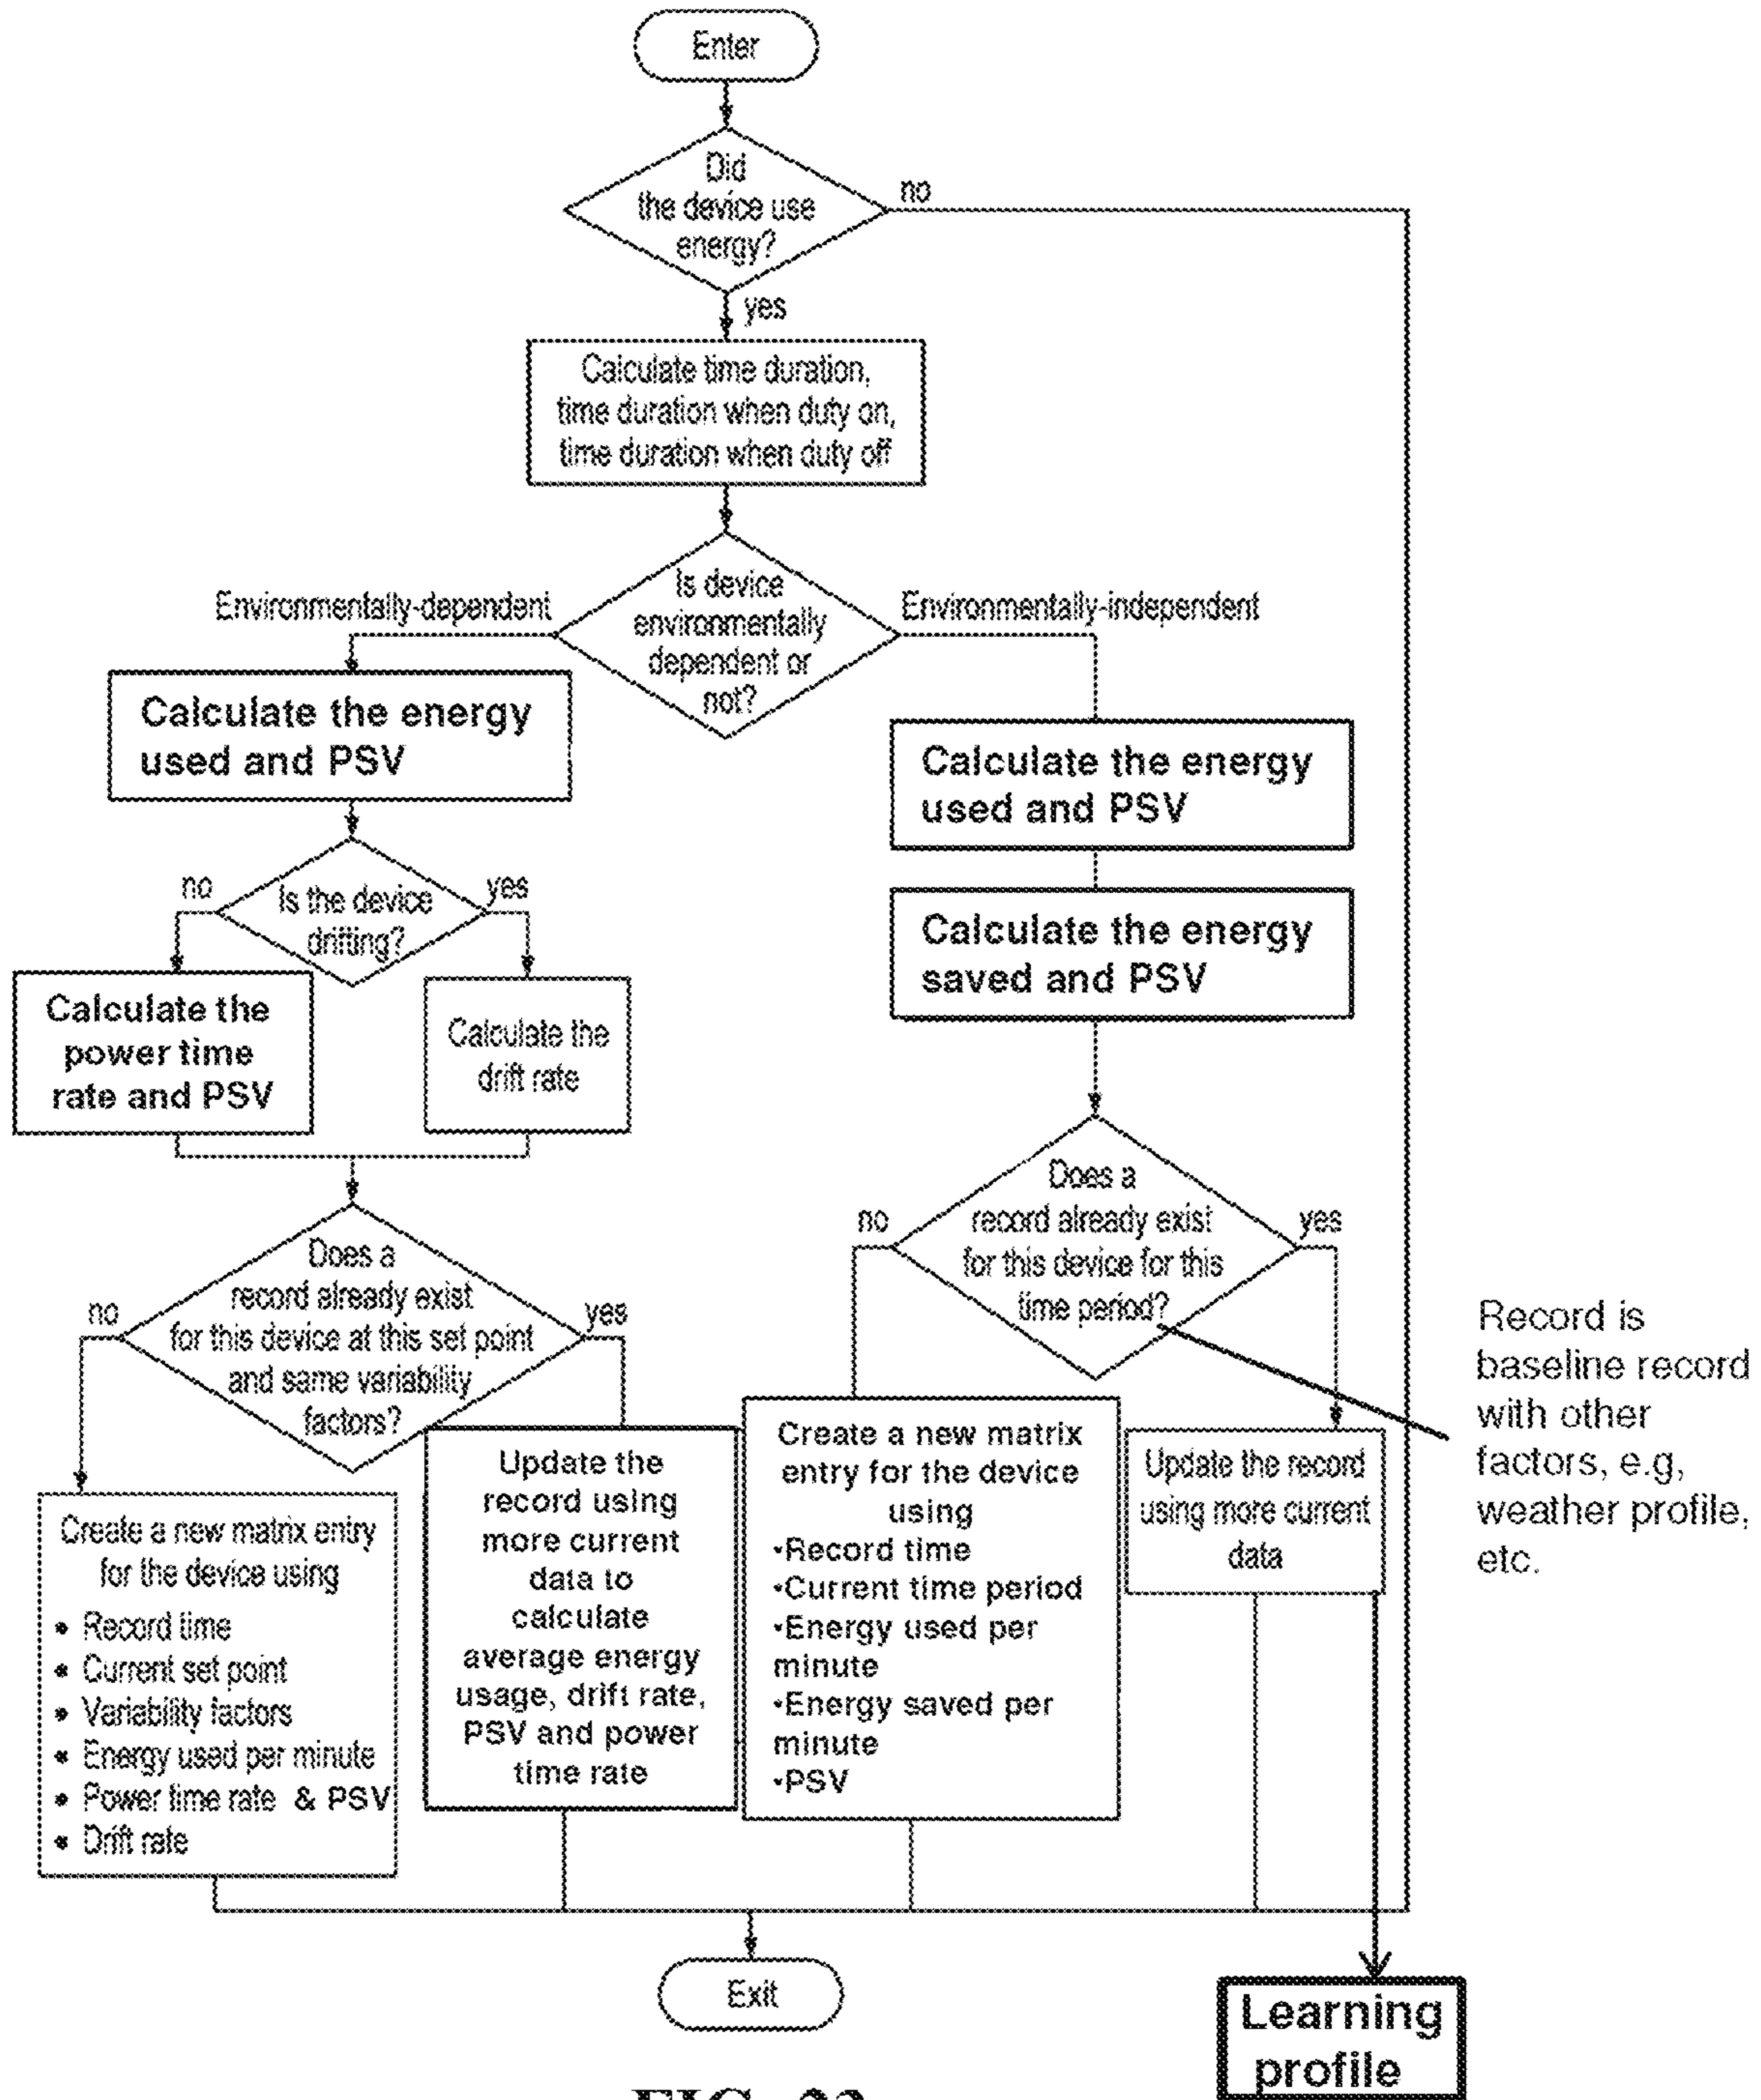 Enter
Did
the device use
energy?
no
yes
Calculate time duration,
time duration when duty on,
time duration when duty off
Is device
environmentally
dependent or
not?
Environmentally-dependent
Environmentally-independent
Calculate the energy
used and PSV
Is the device
drifting?
no
yes
Calculate the
power time
rate and PSV
Calculate the
drift rate
Does a
record already exist
for this device at this set point
and same variability
factors?
no
yes
Create a new matrix entry
for the device using
• Record time
• Current set point
• Variability factors
• Energy used per minute
• Power time rate & PSV
• Drift rate
Update the
record using
more current
data to
calculate
average energy
usage, drift rate,
PSV and power
time rate
Calculate the energy
used and PSV
Calculate the energy
saved and PSV
Does a
record already exist
for this device for this
time period?
no
yes
Create a new matrix
entry for the device
using
•Record time
•Current time period
•Energy used per
minute
•Energy saved per
minute
•PSV
Update the record
using more current
data
Record is
baseline record
with other
factors, e.g,
weather profile,
etc.
Exit
Learning
profile